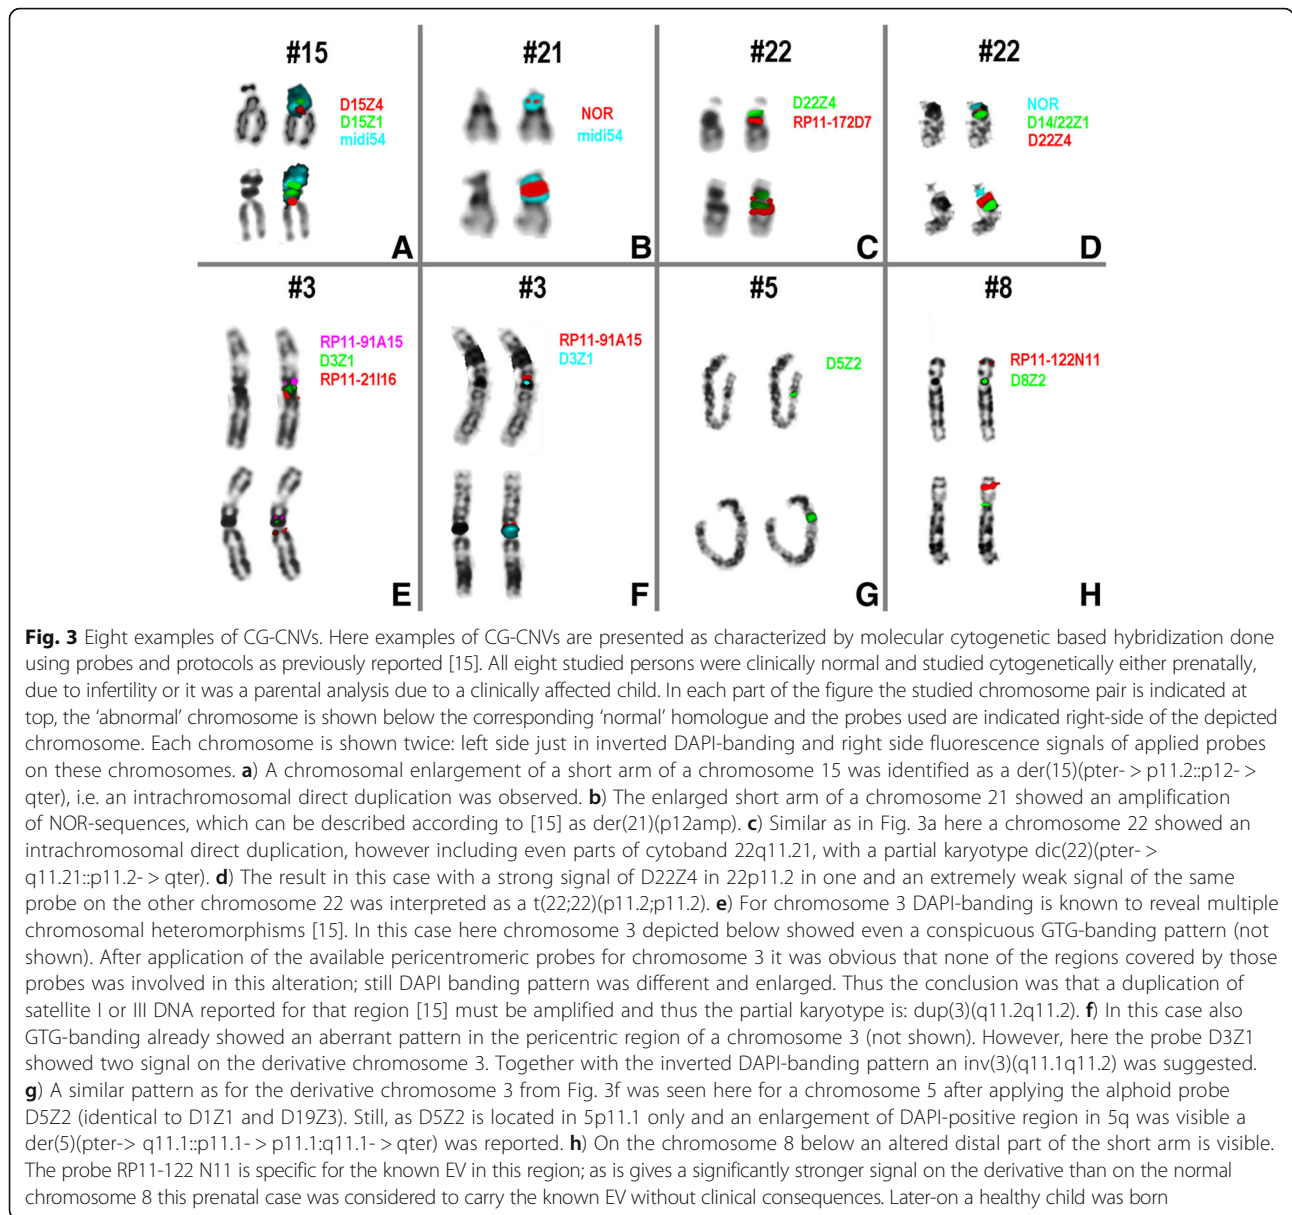 #15
D15Z4
D15Z1
midi54
A
#21
NOR
midi54
B
#22
D22Z4
RP11-172D7
C
#22
NOR
D14/22Z1
D22Z4
D
#3
RP11-91A15
D3Z1
RP11-21I16
E
#3
RP11-91A15
D3Z1
F
#5
D5Z2
G
#8
RP11-122N11
D8Z2
H
Fig. 3 Eight examples of CG-CNVs. Here examples of CG-CNVs are presented as characterized by molecular cytogenetic based hybridization done
using probes and protocols as previously reported [15]. All eight studied persons were clinically normal and studied cytogenetically either prenatally,
due to infertility or it was a parental analysis due to a clinically affected child. In each part of the figure the studied chromosome pair is indicated at
top, the ‘abnormal’ chromosome is shown below the corresponding ‘normal’ homologue and the probes used are indicated right-side of the depicted
chromosome. Each chromosome is shown twice: left side just in inverted DAPI-banding and right side fluorescence signals of applied probes
on these chromosomes. a) A chromosomal enlargement of a short arm of a chromosome 15 was identified as a der(15)(pter- > p11.2::p12- >
qter), i.e. an intrachromosomal direct duplication was observed. b) The enlarged short arm of a chromosome 21 showed an amplification
of NOR-sequences, which can be described according to [15] as der(21)(p12amp). c) Similar as in Fig. 3a here a chromosome 22 showed an
intrachromosomal direct duplication, however including even parts of cytoband 22q11.21, with a partial karyotype dic(22)(pter- >
q11.21::p11.2- > qter). d) The result in this case with a strong signal of D22Z4 in 22p11.2 in one and an extremely weak signal of the same
probe on the other chromosome 22 was interpreted as a t(22;22)(p11.2;p11.2). e) For chromosome 3 DAPI-banding is known to reveal multiple
chromosomal heteromorphisms [15]. In this case here chromosome 3 depicted below showed even a conspicuous GTG-banding pattern (not
shown). After application of the available pericentromeric probes for chromosome 3 it was obvious that none of the regions covered by those
probes was involved in this alteration; still DAPI banding pattern was different and enlarged. Thus the conclusion was that a duplication of
satellite I or III DNA reported for that region [15] must be amplified and thus the partial karyotype is: dup(3)(q11.2q11.2). f) In this case also
GTG-banding already showed an aberrant pattern in the pericentric region of a chromosome 3 (not shown). However, here the probe D3Z1
showed two signal on the derivative chromosome 3. Together with the inverted DAPI-banding pattern an inv(3)(q11.1q11.2) was suggested.
g) A similar pattern as for the derivative chromosome 3 from Fig. 3f was seen here for a chromosome 5 after applying the alphoid probe
D5Z2 (identical to D1Z1 and D19Z3). Still, as D5Z2 is located in 5p11.1 only and an enlargement of DAPI-positive region in 5q was visible a
der(5)(pter-> q11.1::p11.1- > p11.1:q11.1- > qter) was reported. h) On the chromosome 8 below an altered distal part of the short arm is visible.
The probe RP11-122 N11 is specific for the known EV in this region; as is gives a significantly stronger signal on the derivative than on the normal
chromosome 8 this prenatal case was considered to carry the known EV without clinical consequences. Later-on a healthy child was born